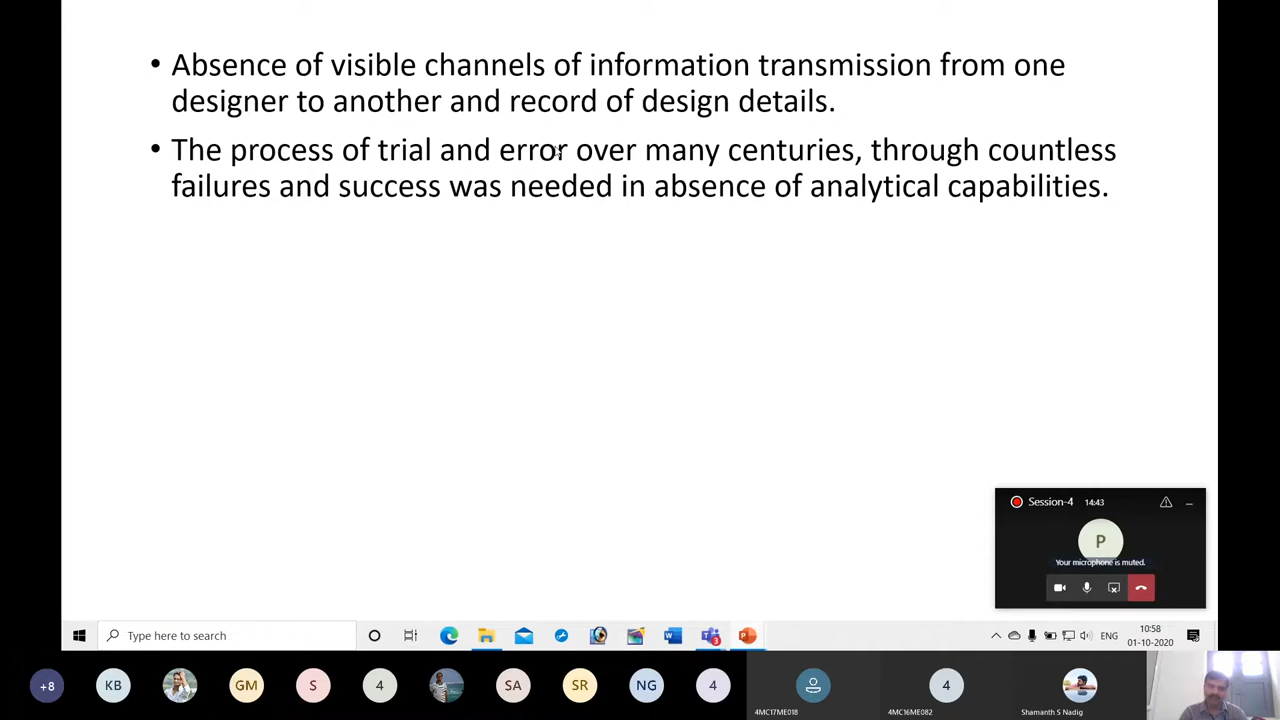 • Absence of visible channels of information transmission from one
designer to another and record of design details.
• The process of trial and error over many centuries, through countless
failures and success was needed in absence of analytical capabilities.
Session-4 14:43
P
Your microphone is muted.
Type here to search
3
ENG
10:58
01-10-2020
+8 KB GM S 4 SA SR NG 4 4
4MC17ME018 4MC16ME082 Shamanth S Nadig